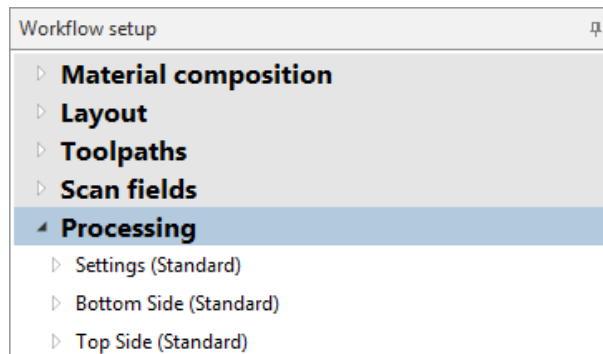 Workflow setup
Material composition
Layout
Toolpaths
Scan fields
Processing
Settings (Standard)
Bottom Side (Standard)
Top Side (Standard)